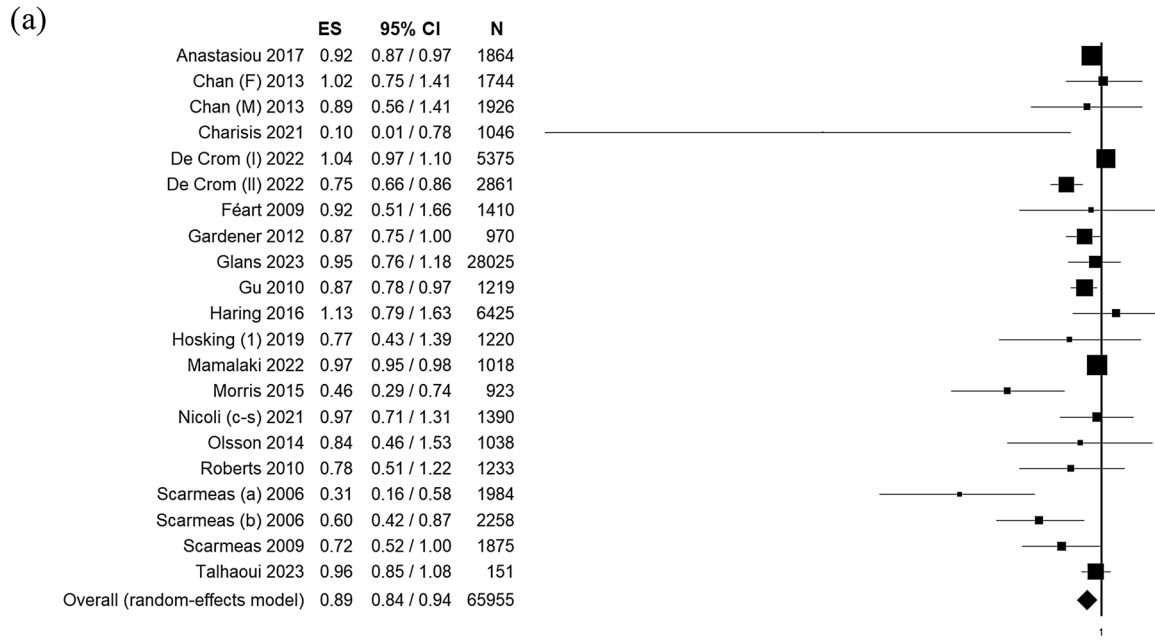 (a)
ES 95% CI N
Anastasiou 2017 0.92 0.87 / 0.97 1864
Chan (F) 2013 1.02 0.75 / 1.41 1744
Chan (M) 2013 0.89 0.56 / 1.41 1926
Charisis 2021 0.10 0.01 / 0.78 1046
De Crom (I) 2022 1.04 0.97 / 1.10 5375
De Crom (II) 2022 0.75 0.66 / 0.86 2861
Féart 2009 0.92 0.51 / 1.66 1410
Gardener 2012 0.87 0.75 / 1.00 970
Glans 2023 0.95 0.76 / 1.18 28025
Gu 2010 0.87 0.78 / 0.97 1219
Haring 2016 1.13 0.79 / 1.63 6425
Hosking (1) 2019 0.77 0.43 / 1.39 1220
Mamalaki 2022 0.97 0.95 / 0.98 1018
Morris 2015 0.46 0.29 / 0.74 923
Nicoli (c-s) 2021 0.97 0.71 / 1.31 1390
Olsson 2014 0.84 0.46 / 1.53 1038
Roberts 2010 0.78 0.51 / 1.22 1233
Scarmeas (a) 2006 0.31 0.16 / 0.58 1984
Scarmeas (b) 2006 0.60 0.42 / 0.87 2258
Scarmeas 2009 0.72 0.52 / 1.00 1875
Talhaoui 2023 0.96 0.85 / 1.08 151
Overall (random-effects model) 0.89 0.84 / 0.94 65955
1